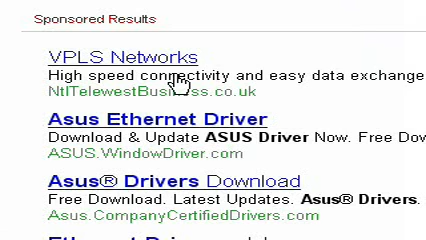 Sponsored Results
VPLS Networks
High speed connectivity and easy data exchange
NtlTelewestBusiness.co.uk
Asus Ethernet Driver
Download & Update ASUS Driver Now. Free Dow
ASUS.WindowDriver.com
Asus® Drivers Download
Free Download. Latest Updates. Asus® Drivers.
Asus.CompanyCertifiedDrivers.com